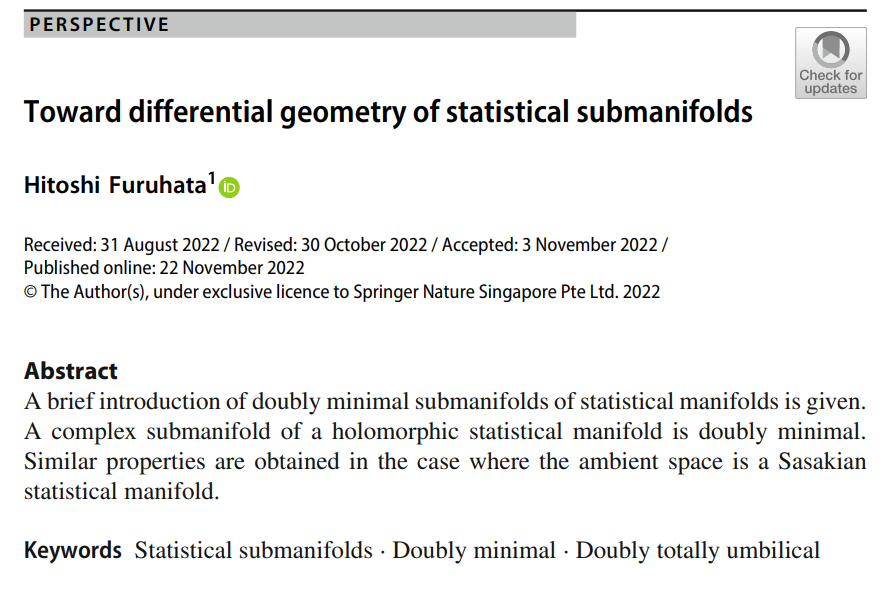 PERSPECTIVE
Check for
updates
Toward differential geometry of statistical submanifolds
Hitoshi Furuhata¹ iD
Received: 31 August 2022 / Revised: 30 October 2022 / Accepted: 3 November 2022 /
Published online: 22 November 2022
© The Author(s), under exclusive licence to Springer Nature Singapore Pte Ltd. 2022
Abstract
A brief introduction of doubly minimal submanifolds of statistical manifolds is given.
A complex submanifold of a holomorphic statistical manifold is doubly minimal.
Similar properties are obtained in the case where the ambient space is a Sasakian
statistical manifold.
Keywords Statistical submanifolds · Doubly minimal · Doubly totally umbilical